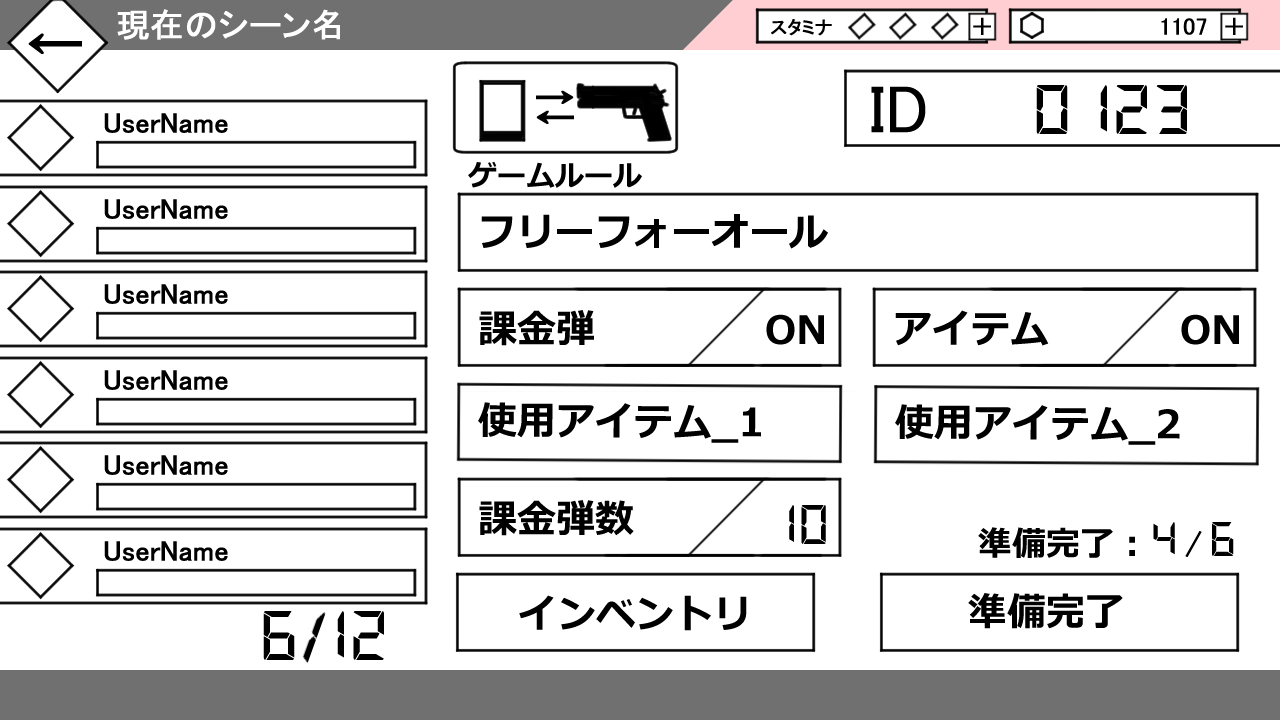 現在のシーン名
スタミナ
1107
ID 0123
UserName
UserName
UserName
UserName
UserName
UserName
6/12
ゲームルール
フリーフォーオール
課金弾 / ON
アイテム / ON
使用アイテム_1
使用アイテム_2
課金弾数 / 10
準備完了:4/6
インベントリ
準備完了